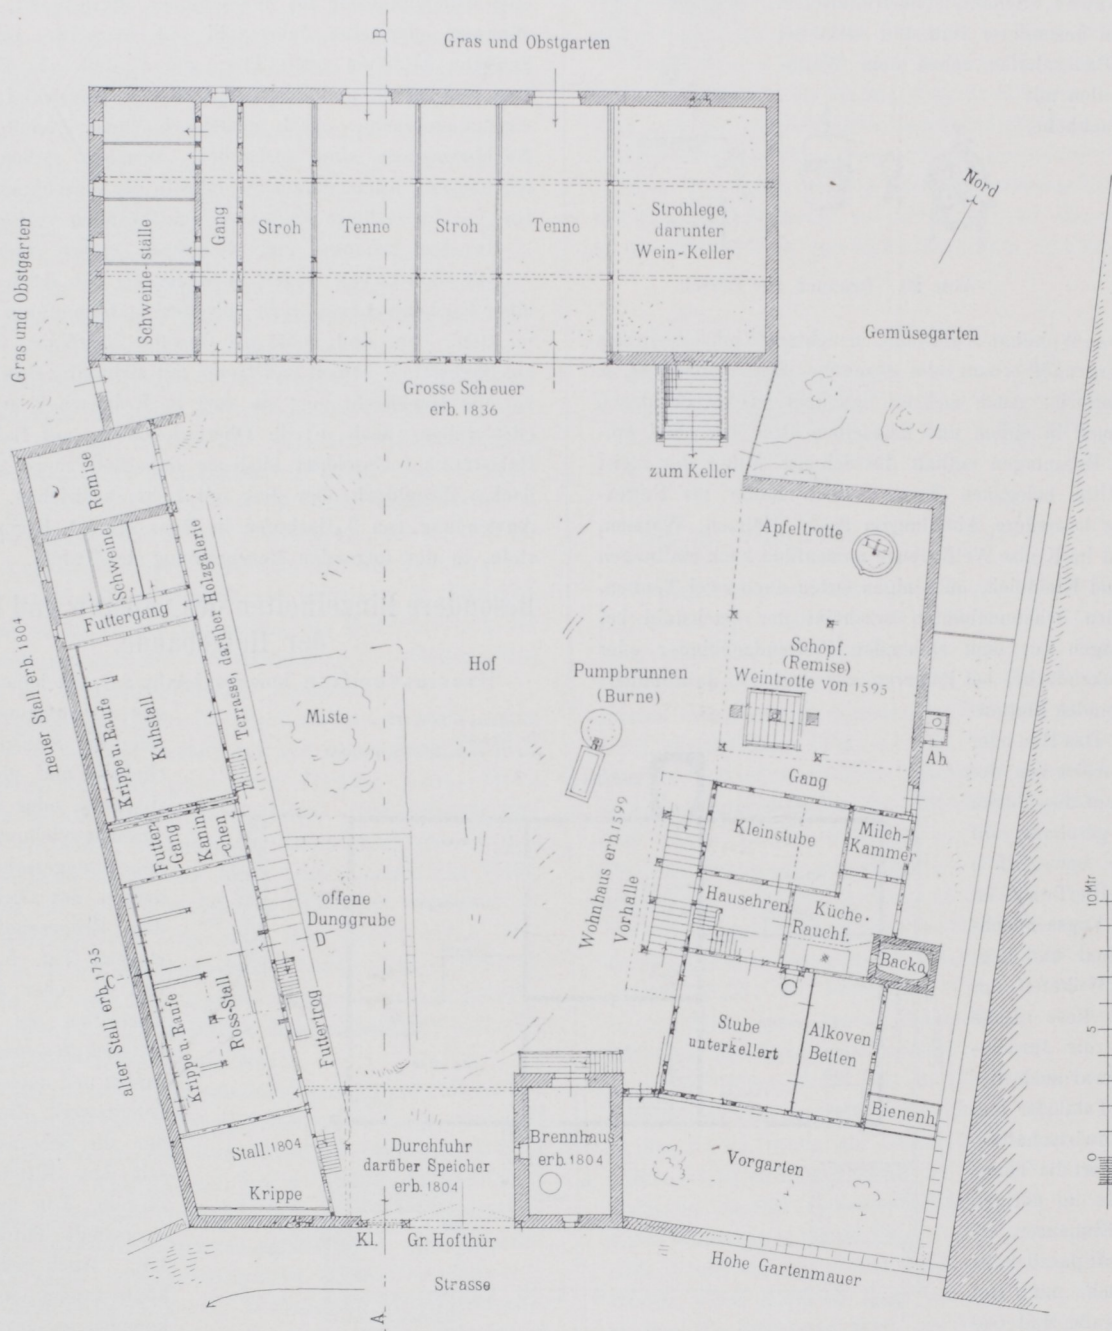 B
Gras und Obstgarten
Nord
Gras und Obstgarten
Schweine-ställe
Gang
Stroh
Tenne
Stroh
Tenne
Strohlege,
darunter
Wein-Keller
Gemüsegarten
Grosse Scheuer
erb. 1836
zum Keller
Remise
Schweine
Futtergang
neuer Stall erb. 1804
Krippe u. Raufe
Kuhstall
Terrasse, darüber Holzgalerie
Hof
Miste
Pumpbrunnen
(Burne)
Apfeltrotte
Schopf.
(Remise)
Weintrotte von 1595
Ab.
Gang
Futter-
Gang
Kanin-
chen
offene
Dunggrube
D
Wohnhaus erb. 1599
Vorhalle
Kleinstube
Milch-
Kammer
Hausehren
Küche.
Rauchf.
Backo.
alter Stall erb. 1735
Krippe u. Raufe
Ross-Stall
Futtertrog
Stube
unterkellert
Alkoven
Betten
Bienenh.
Stall. 1804
Krippe
Durchfuhr
darüber Speicher
erb. 1804
Brennhaus
erb. 1804
Vorgarten
Kl.
Gr. Hofthür
Hohe Gartenmauer
Strasse
A
10 Mtr
5
0